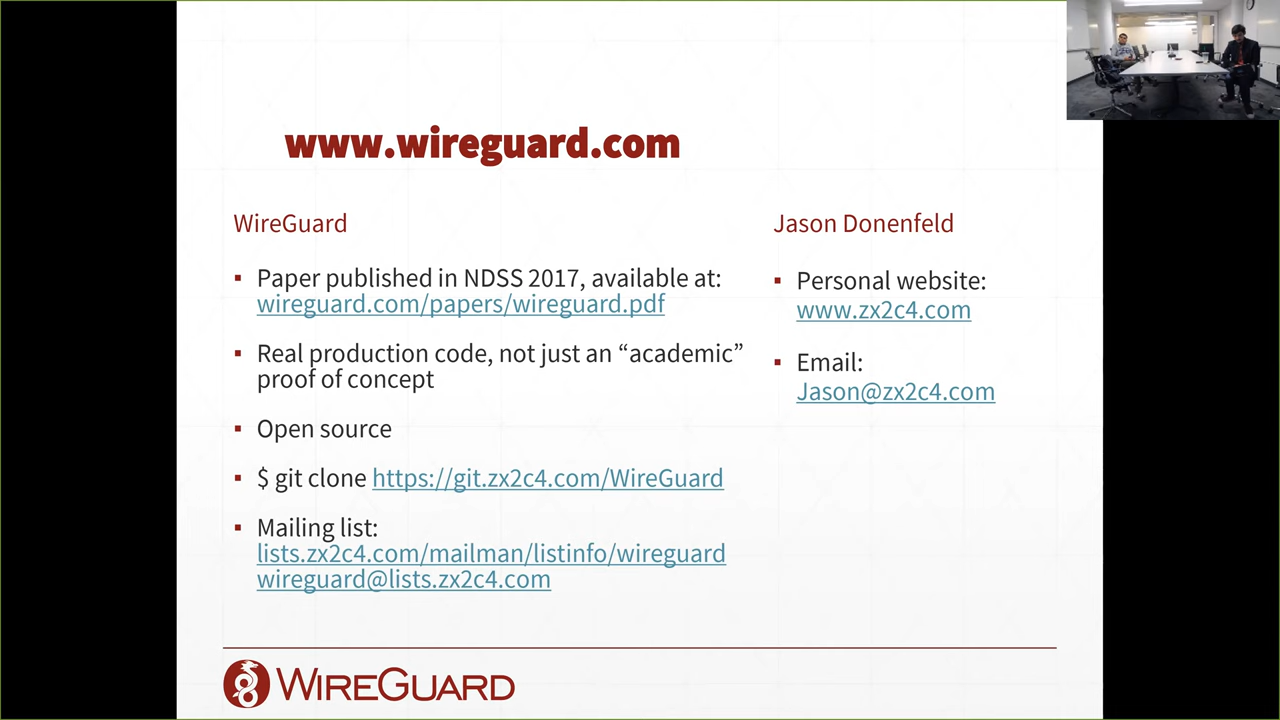 www.wireguard.com
WireGuard
▪ Paper published in NDSS 2017, available at:
wireguard.com/papers/wireguard.pdf
▪ Real production code, not just an “academic”
proof of concept
▪ Open source
▪ $ git clone https://git.zx2c4.com/WireGuard
▪ Mailing list:
lists.zx2c4.com/mailman/listinfo/wireguard
wireguard@lists.zx2c4.com
Jason Donenfeld
▪ Personal website:
www.zx2c4.com
▪ Email:
Jason@zx2c4.com
WIREGUARD